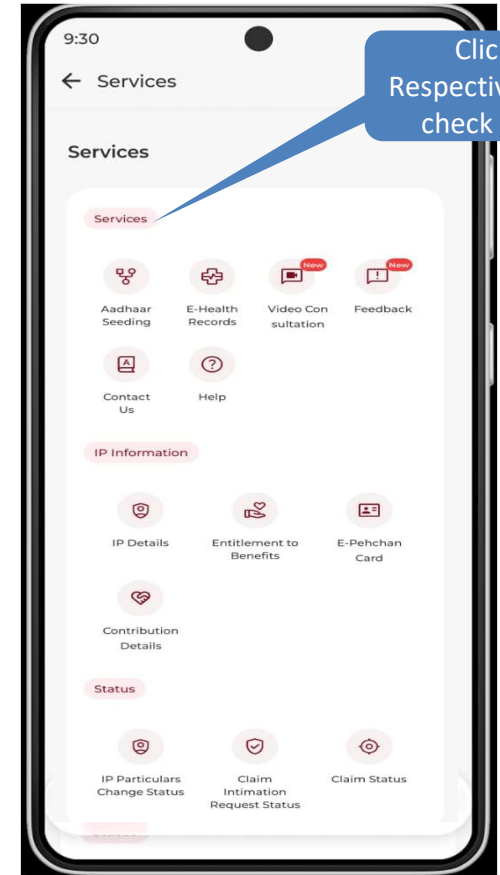 9:30
Clic
Respectiv
check
← Services
Services
Services
New
New
Aadhaar
Seeding
E-Health
Records
Video Con
sultation
Feedback
A
Contact
Us
?
Help
IP Information
IP Details
Entitlement to
Benefits
E-Pehchan
Card
Contribution
Details
Status
IP Particulars
Change Status
Claim
Intimation
Request Status
Claim Status